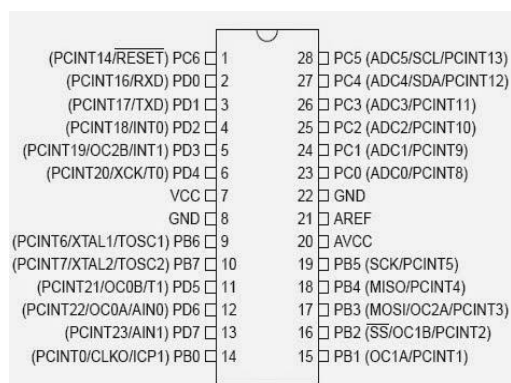 (PCINT14/RESET) PC6 1 28 PC5 (ADC5/SCL/PCINT13)
(PCINT16/RXD) PD0 2 27 PC4 (ADC4/SDA/PCINT12)
(PCINT17/TXD) PD1 3 26 PC3 (ADC3/PCINT11)
(PCINT18/INT0) PD2 4 25 PC2 (ADC2/PCINT10)
(PCINT19/OC2B/INT1) PD3 5 24 PC1 (ADC1/PCINT9)
(PCINT20/XCK/T0) PD4 6 23 PC0 (ADC0/PCINT8)
VCC 7 22 GND
GND 8 21 AREF
(PCINT6/XTAL1/TOSC1) PB6 9 20 AVCC
(PCINT7/XTAL2/TOSC2) PB7 10 19 PB5 (SCK/PCINT5)
(PCINT21/OC0B/T1) PD5 11 18 PB4 (MISO/PCINT4)
(PCINT22/OC0A/AIN0) PD6 12 17 PB3 (MOSI/OC2A/PCINT3)
(PCINT23/AIN1) PD7 13 16 PB2 (SS/OC1B/PCINT2)
(PCINT0/CLKO/ICP1) PB0 14 15 PB1 (OC1A/PCINT1)